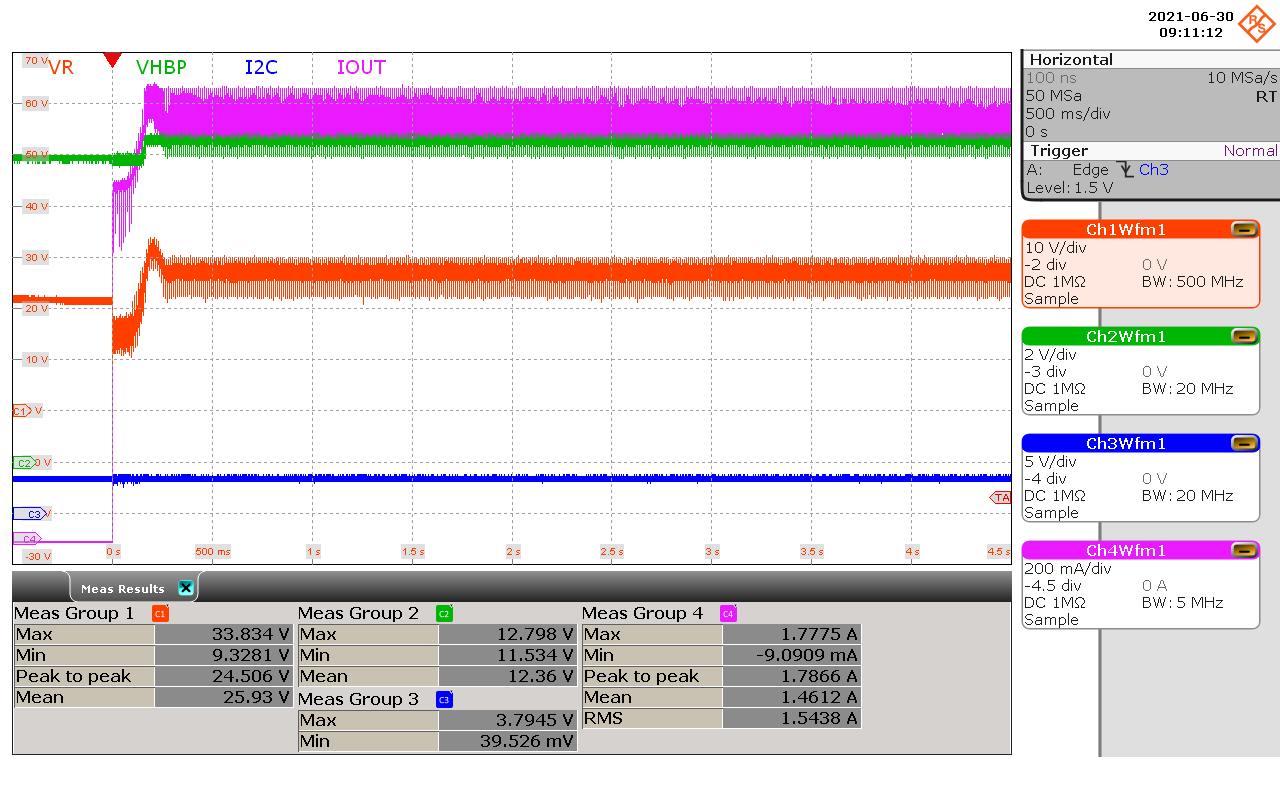 2021-06-30
09:11:12
R&S
70 V
VR
VHBP
I2C
IOUT
60 V
50 V
40 V
30 V
20 V
10 V
C1 V
C2 0 V
C3 V
C4
-30 V
0 s
500 ms
1 s
1.5 s
2 s
2.5 s
3 s
3.5 s
4 s
4.5 s
TA
Horizontal
100 ns 10 MSa/s
50 MSa RT
500 ms/div
0 s
Trigger Normal
A: Edge Ch3
Level: 1.5 V
Ch1Wfm1
10 V/div
-2 div 0 V
DC 1MΩ BW: 500 MHz
Sample
Ch2Wfm1
2 V/div
-3 div 0 V
DC 1MΩ BW: 20 MHz
Sample
Ch3Wfm1
5 V/div
-4 div 0 V
DC 1MΩ BW: 20 MHz
Sample
Ch4Wfm1
200 mA/div
-4.5 div 0 A
DC 1MΩ BW: 5 MHz
Sample
Meas Results
Meas Group 1 C1
Max 33.834 V
Min 9.3281 V
Peak to peak 24.506 V
Mean 25.93 V
Meas Group 2 C2
Max 12.798 V
Min 11.534 V
Mean 12.36 V
Meas Group 3 C3
Max 3.7945 V
Min 39.526 mV
Meas Group 4 C4
Max 1.7775 A
Min -9.0909 mA
Peak to peak 1.7866 A
Mean 1.4612 A
RMS 1.5438 A